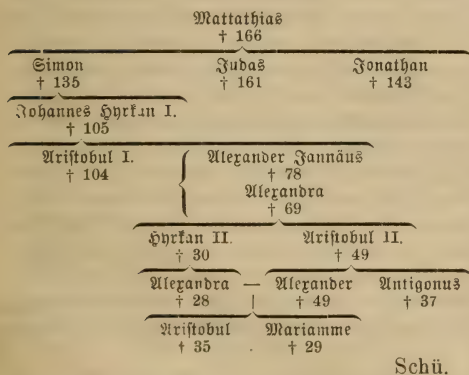 Mattathias
† 166
Simon Judas Jonathan
† 135 † 161 † 143
Johannes Hyrkan I.
† 105
Aristobul I. Alexander Jannäus
† 104 † 78
Alexandra
† 69
Hyrkan II. Aristobul II.
† 30 † 49
Alexandra — Alexander Antigonus
† 28 † 49 † 37
Aristobul Mariamme
† 35 † 29
Schü.